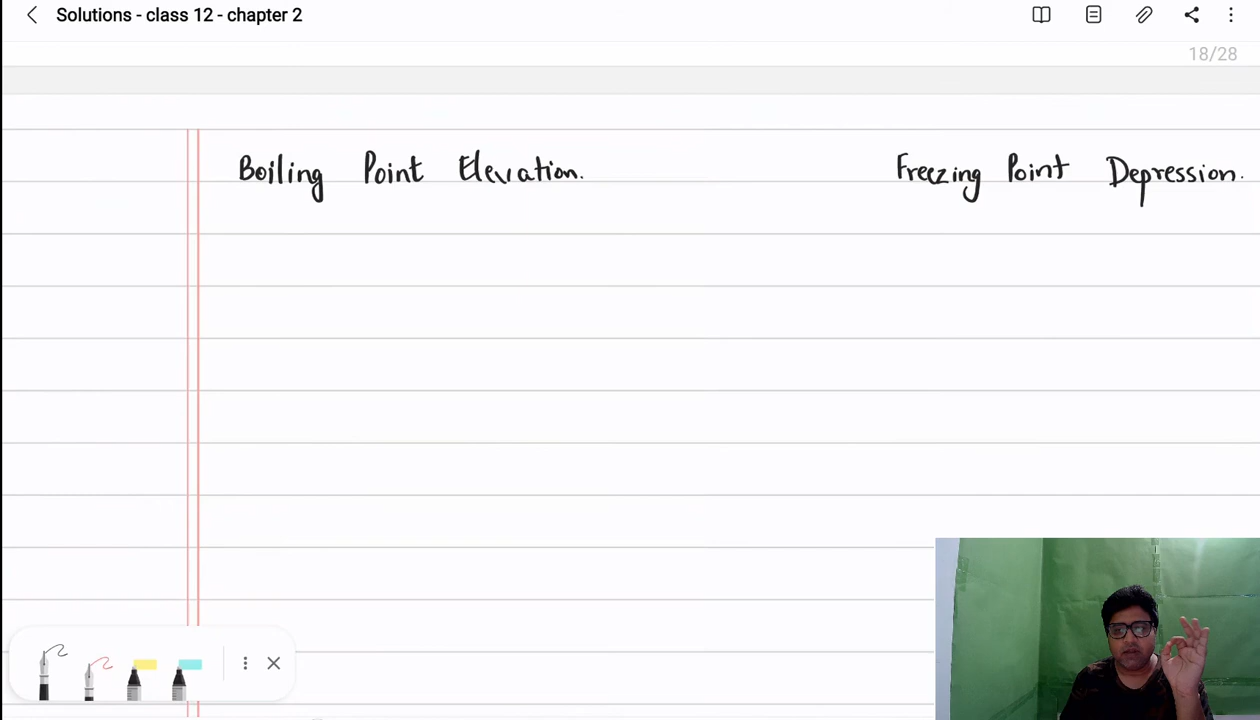 Solutions - class 12 - chapter 2
18/28
Boiling Point Elevation. Freezing Point Depression.